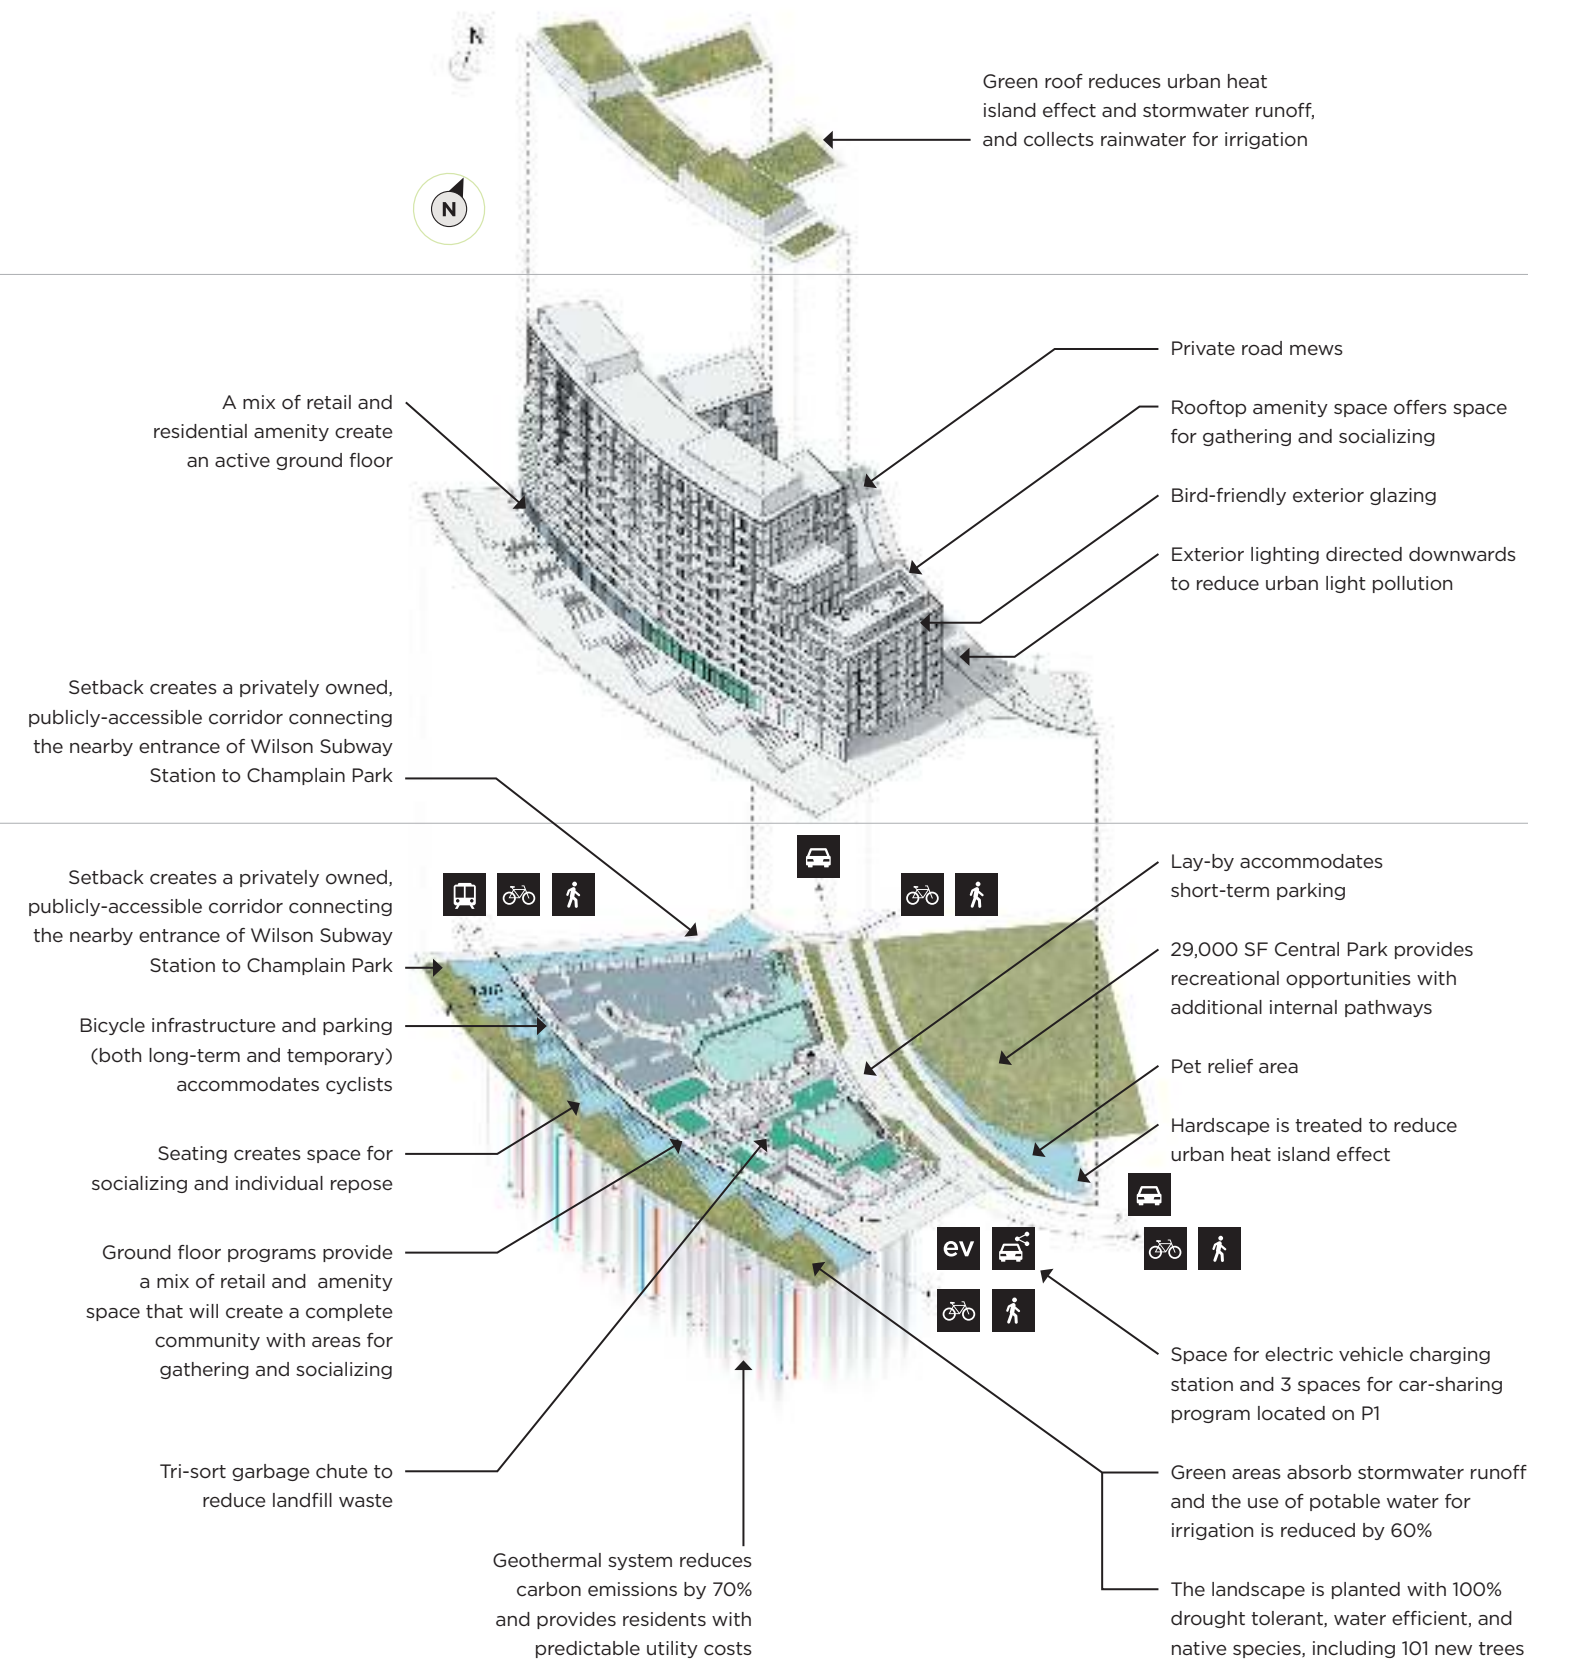 N
Green roof reduces urban heat
island effect and stormwater runoff,
and collects rainwater for irrigation
N
A mix of retail and
residential amenity create
an active ground floor
Private road mews
Rooftop amenity space offers space
for gathering and socializing
Bird-friendly exterior glazing
Exterior lighting directed downwards
to reduce urban light pollution
Setback creates a privately owned,
publicly-accessible corridor connecting
the nearby entrance of Wilson Subway
Station to Champlain Park
Setback creates a privately owned,
publicly-accessible corridor connecting
the nearby entrance of Wilson Subway
Station to Champlain Park
Bicycle infrastructure and parking
(both long-term and temporary)
accommodates cyclists
Seating creates space for
socializing and individual repose
Ground floor programs provide
a mix of retail and amenity
space that will create a complete
community with areas for
gathering and socializing
Tri-sort garbage chute to
reduce landfill waste
Geothermal system reduces
carbon emissions by 70%
and provides residents with
predictable utility costs
Lay-by accommodates
short-term parking
29,000 SF Central Park provides
recreational opportunities with
additional internal pathways
Pet relief area
Hardscape is treated to reduce
urban heat island effect
ev
Space for electric vehicle charging
station and 3 spaces for car-sharing
program located on P1
Green areas absorb stormwater runoff
and the use of potable water for
irrigation is reduced by 60%
The landscape is planted with 100%
drought tolerant, water efficient, and
native species, including 101 new trees